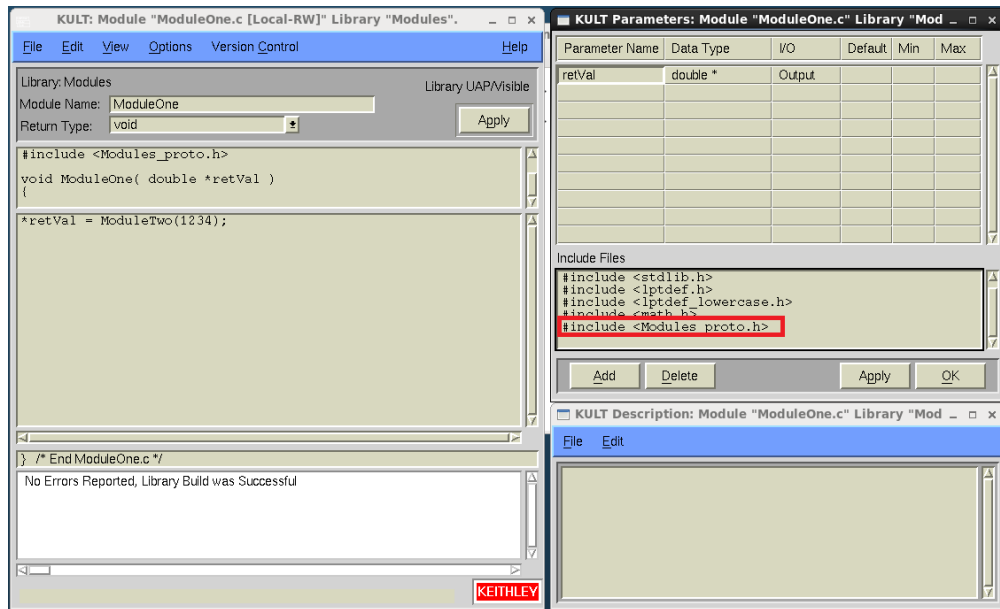 KULT: Module "ModuleOne.c [Local-RW]" Library "Modules".
File Edit View Options Version Control Help
Library: Modules
Library UAP/Visible
Module Name: ModuleOne
Return Type: void
Apply
#include <Modules_proto.h>
void ModuleOne( double *retVal )
{
*retVal = ModuleTwo(1234);
} /* End ModuleOne.c */
No Errors Reported, Library Build was Successful
KEITHLEY
KULT Parameters: Module "ModuleOne.c" Library "Mod
Parameter Name Data Type I/O Default Min Max
retVal double * Output
Include Files
#include <stdlib.h>
#include <lptdef.h>
#include <lptdef_lowercase.h>
#include <math.h>
#include <Modules_proto.h>
Add Delete Apply OK
KULT Description: Module "ModuleOne.c" Library "Mod
File Edit